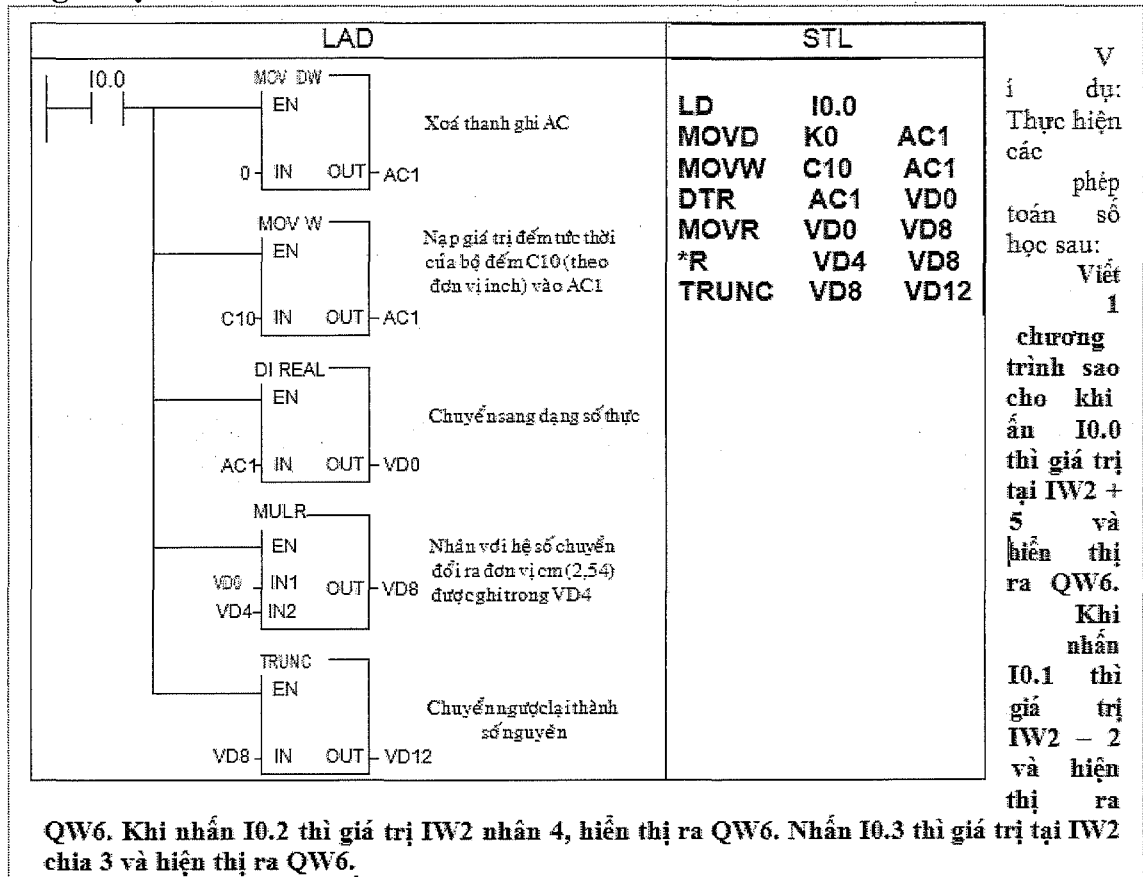 LAD
STL
I0.0
MOV DW
EN
Xoá thanh ghi AC
0
IN
OUT
AC1
MOV W
EN
Nạp giá trị đếm tức thời
của bộ đếm C10 (theo
đơn vị inch) vào AC1
C10
IN
OUT
AC1
DI REAL
EN
Chuyển sang dạng số thực
AC1
IN
OUT
VD0
MULR
EN
Nhân với hệ số chuyển
đổi ra đơn vị cm (2,54)
được ghi trong VD4
VD0
IN1
OUT
VD8
VD4
IN2
TRUNC
EN
Chuyển ngược lại thành
số nguyên
VD8
IN
OUT
VD12
LD I0.0
MOVD K0 AC1
MOVW C10 AC1
DTR AC1 VD0
MOVR VD0 VD8
*R VD4 VD8
TRUNC VD8 VD12
V
í dụ:
Thực hiện
các
phép
toán số
học sau:
Viết
1
chương
trình sao
cho khi
ấn I0.0
thì giá trị
tại IW2 +
5 và
hiển thị
ra QW6.
Khi
nhấn
I0.1 thì
giá trị
IW2 – 2
và hiện
thị ra
QW6. Khi nhấn I0.2 thì giá trị IW2 nhân 4, hiển thị ra QW6. Nhấn I0.3 thì giá trị tại IW2
chia 3 và hiện thị ra QW6.